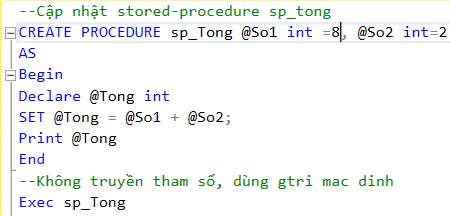 --Cập nhật stored-procedure sp_tong
CREATE PROCEDURE sp_Tong @So1 int =8, @So2 int=2
AS
Begin
Declare @Tong int
SET @Tong = @So1 + @So2;
Print @Tong
End
--Không truyền tham số, dùng gtri mac dinh
Exec sp_Tong